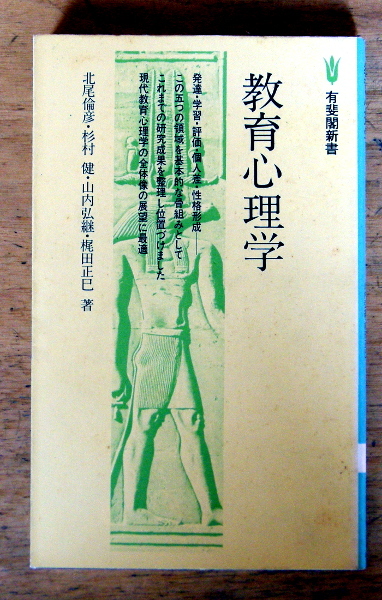 有斐閣新書
教育心理学
発達・学習・評価・個人差・性格形成――
この五つの領域を基本的な骨組みとして
これまでの研究成果を整理し位置づけました
現代教育心理学の全体像の展望に最適
北尾倫彦・杉村 健・山内弘継・梶田正巳 著